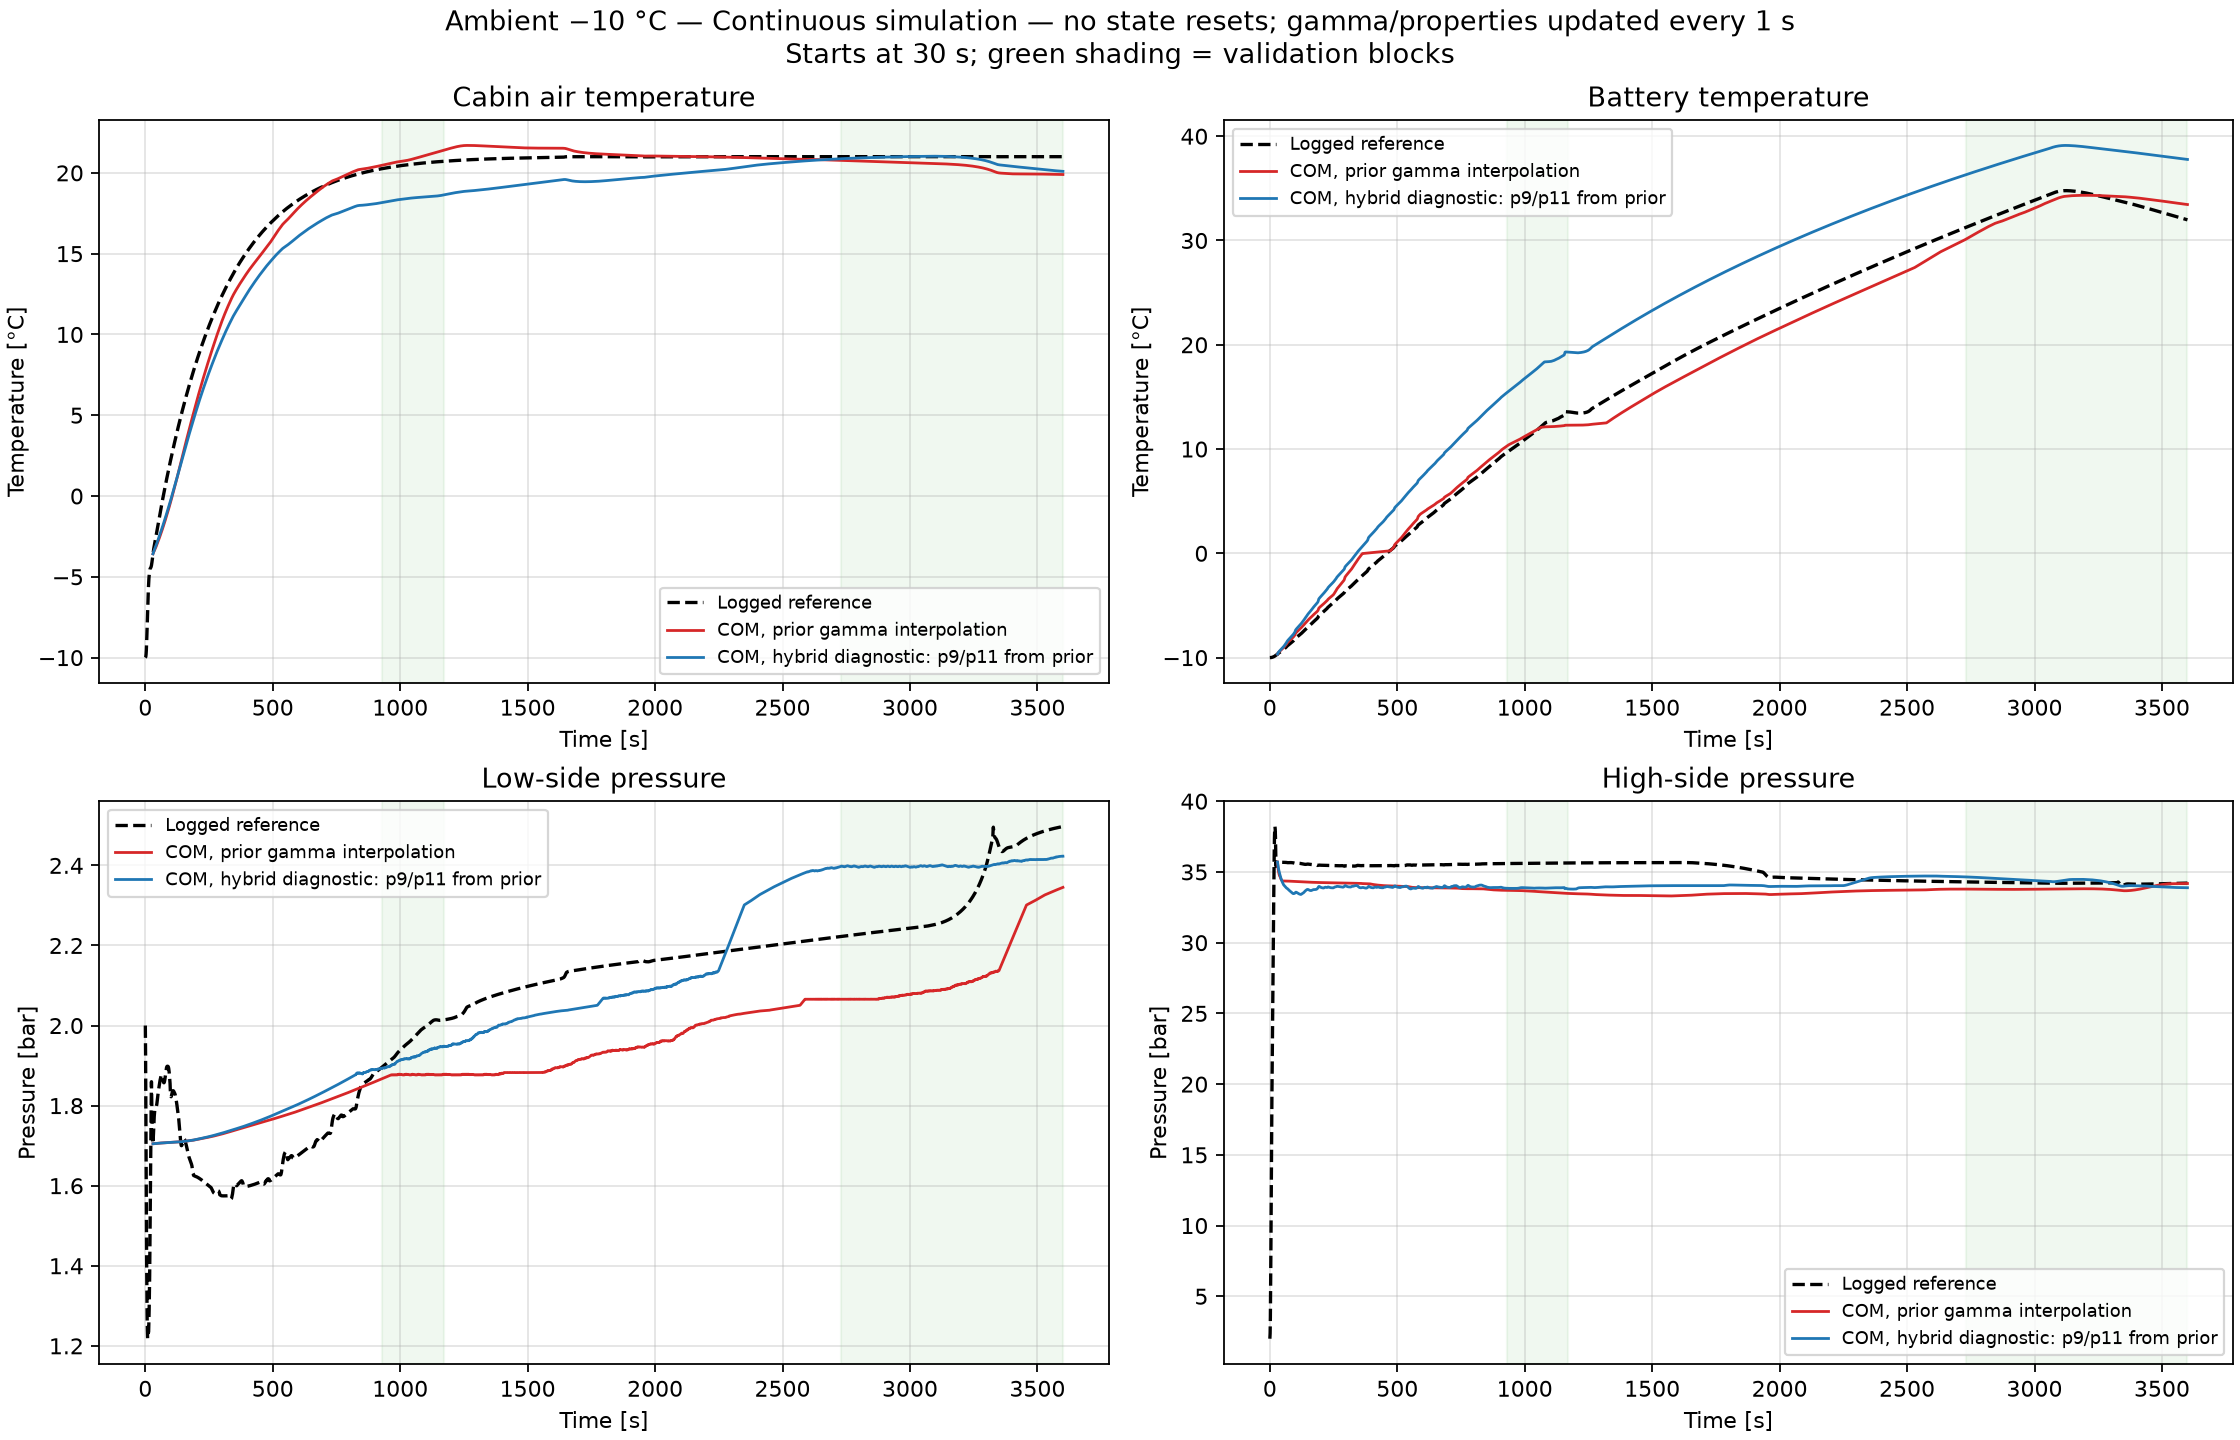 Ambient −10 °C — Continuous simulation — no state resets; gamma/properties updated every 1 s
Starts at 30 s; green shading = validation blocks
Cabin air temperature
Temperature [°C]
20
15
10
5
0
−5
−10
Logged reference
COM, prior gamma interpolation
COM, hybrid diagnostic: p9/p11 from prior
0 500 1000 1500 2000 2500 3000 3500
Time [s]
Battery temperature
Temperature [°C]
40
30
20
10
0
−10
Logged reference
COM, prior gamma interpolation
COM, hybrid diagnostic: p9/p11 from prior
0 500 1000 1500 2000 2500 3000 3500
Time [s]
Low-side pressure
Pressure [bar]
2.4
2.2
2.0
1.8
1.6
1.4
1.2
Logged reference
COM, prior gamma interpolation
COM, hybrid diagnostic: p9/p11 from prior
0 500 1000 1500 2000 2500 3000 3500
Time [s]
High-side pressure
Pressure [bar]
40
35
30
25
20
15
10
5
Logged reference
COM, prior gamma interpolation
COM, hybrid diagnostic: p9/p11 from prior
0 500 1000 1500 2000 2500 3000 3500
Time [s]